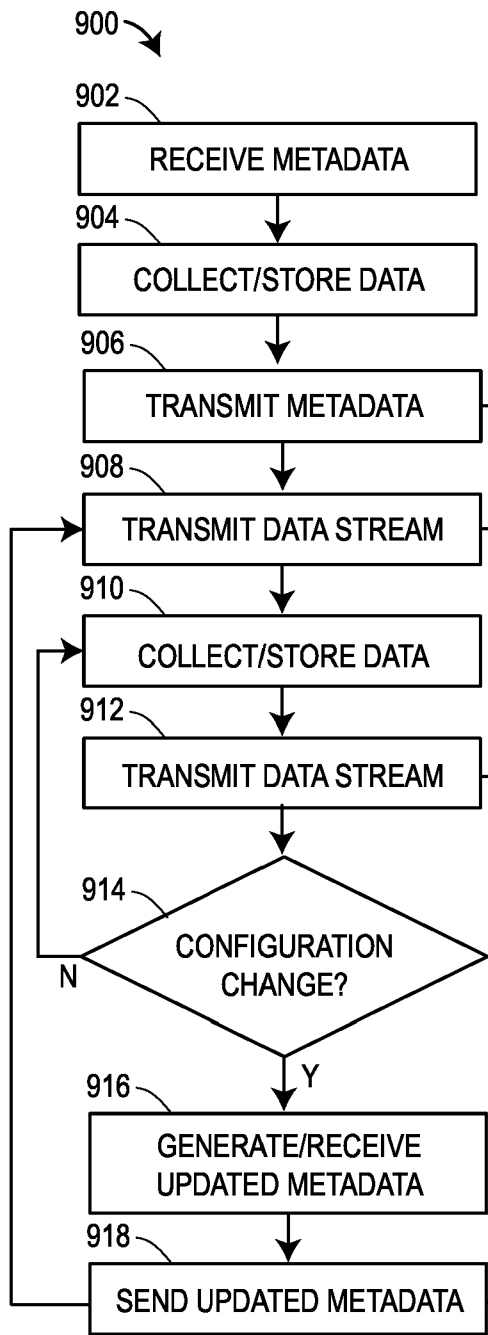 900
902
RECEIVE METADATA
904
COLLECT/STORE DATA
906
TRANSMIT METADATA
908
TRANSMIT DATA STREAM
910
COLLECT/STORE DATA
912
TRANSMIT DATA STREAM
914
CONFIGURATION
CHANGE?
N
Y
916
GENERATE/RECEIVE
UPDATED METADATA
918
SEND UPDATED METADATA